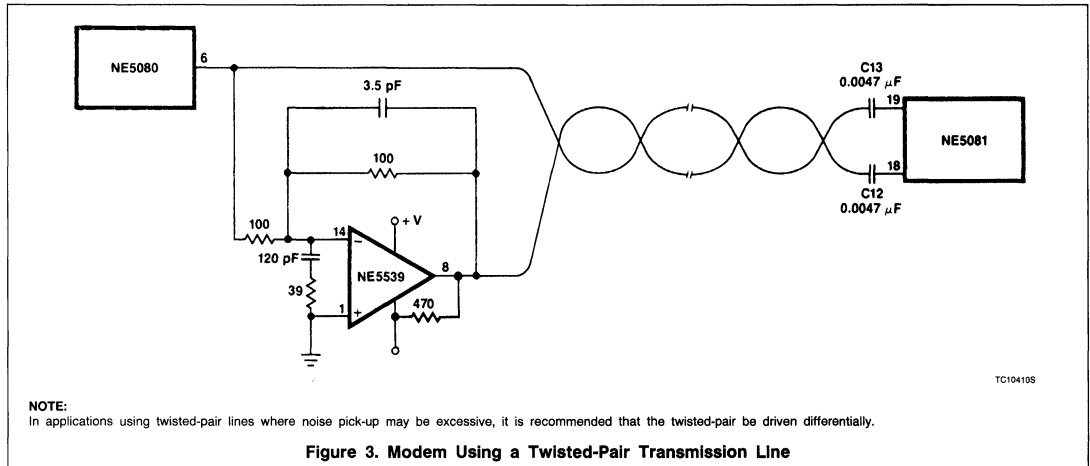 NE5080
6
3.5 pF
100
100
14
120 pF
39
1
−
+
+ V
NE5539
8
470
C13
0.0047 μF
19
NE5081
18
C12
0.0047 μF
TC10410S
NOTE:
In applications using twisted-pair lines where noise pick-up may be excessive, it is recommended that the twisted-pair be driven differentially.
Figure 3. Modem Using a Twisted-Pair Transmission Line